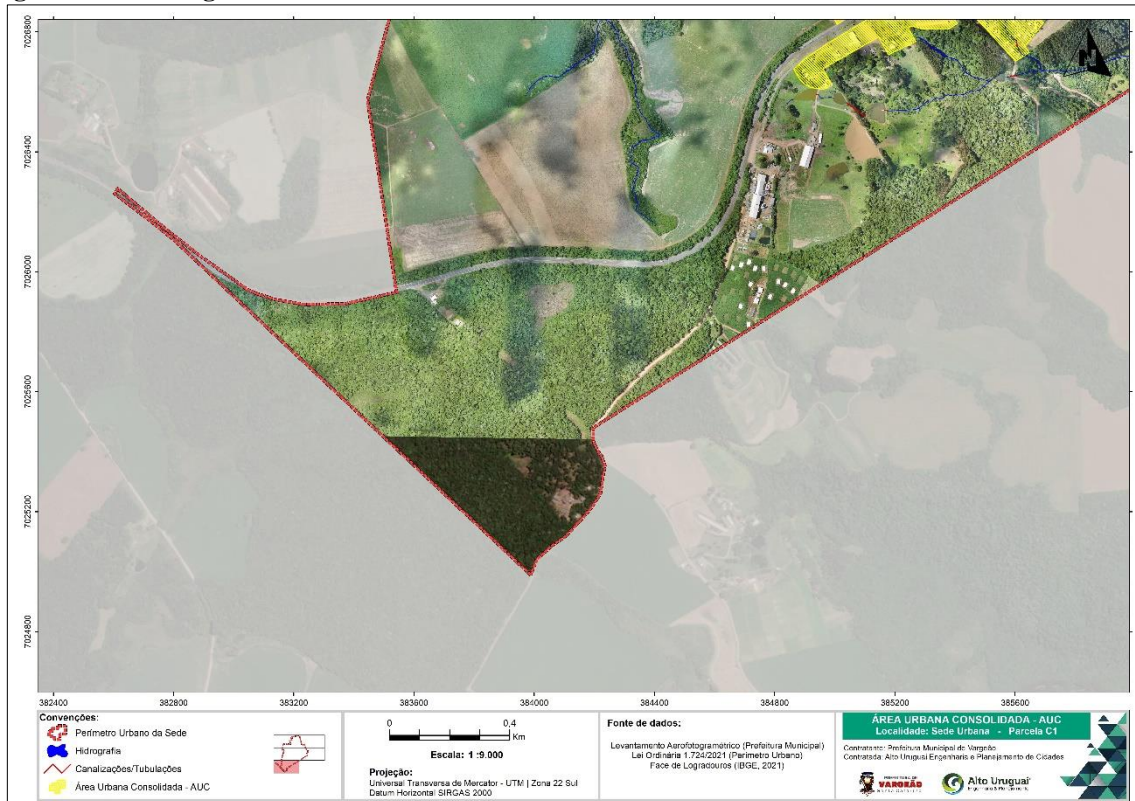 7026800
7026400
7026000
7025600
7025200
7024800
382400 382800 383200 383600 384000 384400 384800 385200 385600
Convenções:
Perímetro Urbano da Sede
Hidrografia
Canalizações/Tubulações
Área Urbana Consolidada - AUC
0 0,4
Km
Escala: 1:9.000
Projeção:
Universal Transversa de Mercator - UTM | Zona 22 Sul
Datum Horizontal SIRGAS 2000
Fonte de dados:
Levantamento Aerofotogramétrico (Prefeitura Municipal)
Lei Ordinária 1.724/2021 (Perímetro Urbano)
Face de Logradouros (IBGE, 2021)
ÁREA URBANA CONSOLIDADA - AUC
Localidade: Sede Urbana - Parcela C1
Contratante: Prefeitura Municipal de Vargeão
Contratada: Alto Uruguai Engenharia e Planejamento de Cidades
PREFEITURA DE
VARGEÃO
Alto Uruguai
Engenharia & Planejamento